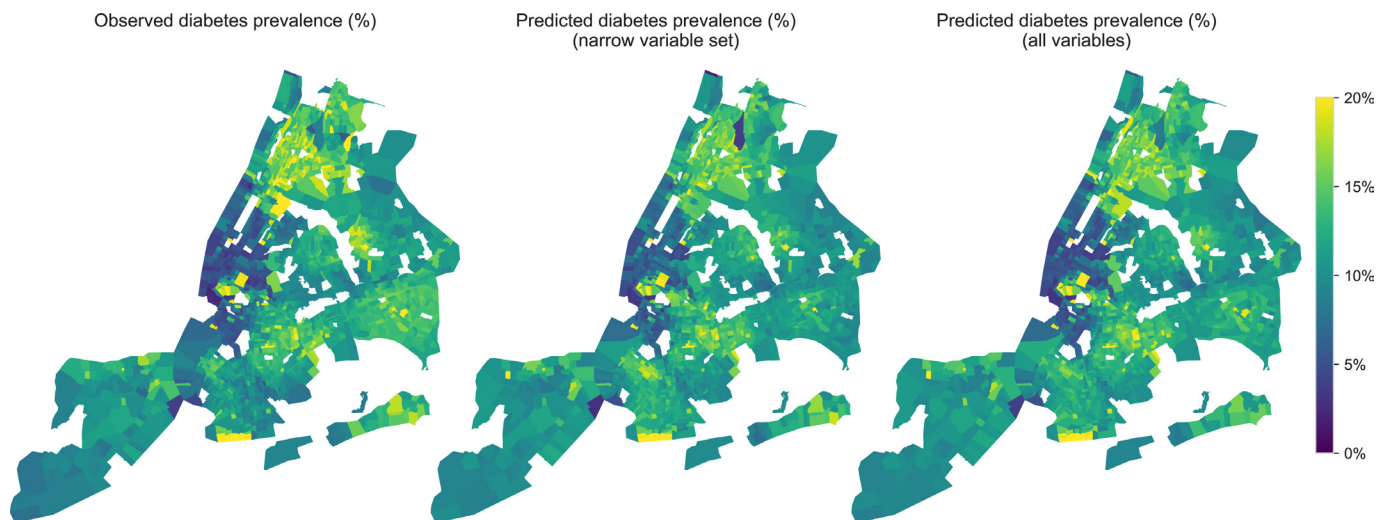 Observed diabetes prevalence (%)
Predicted diabetes prevalence (%)
(narrow variable set)
Predicted diabetes prevalence (%)
(all variables)
20%
15%
10%
5%
0%